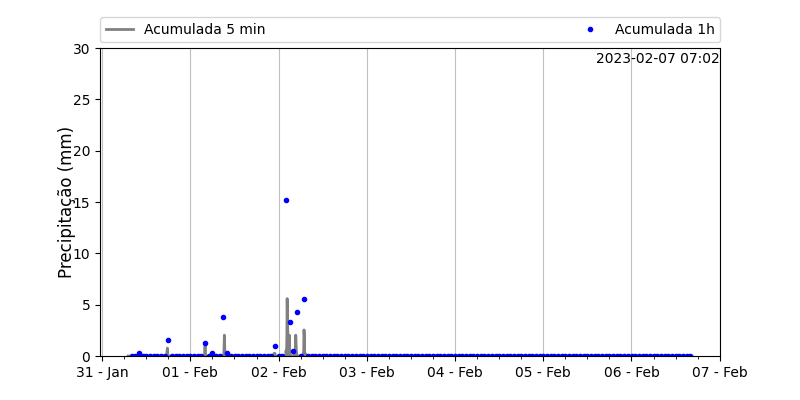 Acumulada 5 min
Acumulada 1h
2023-02-07 07:02
Precipitação (mm)
30
25
20
15
10
5
0
31 - Jan
01 - Feb
02 - Feb
03 - Feb
04 - Feb
05 - Feb
06 - Feb
07 - Feb